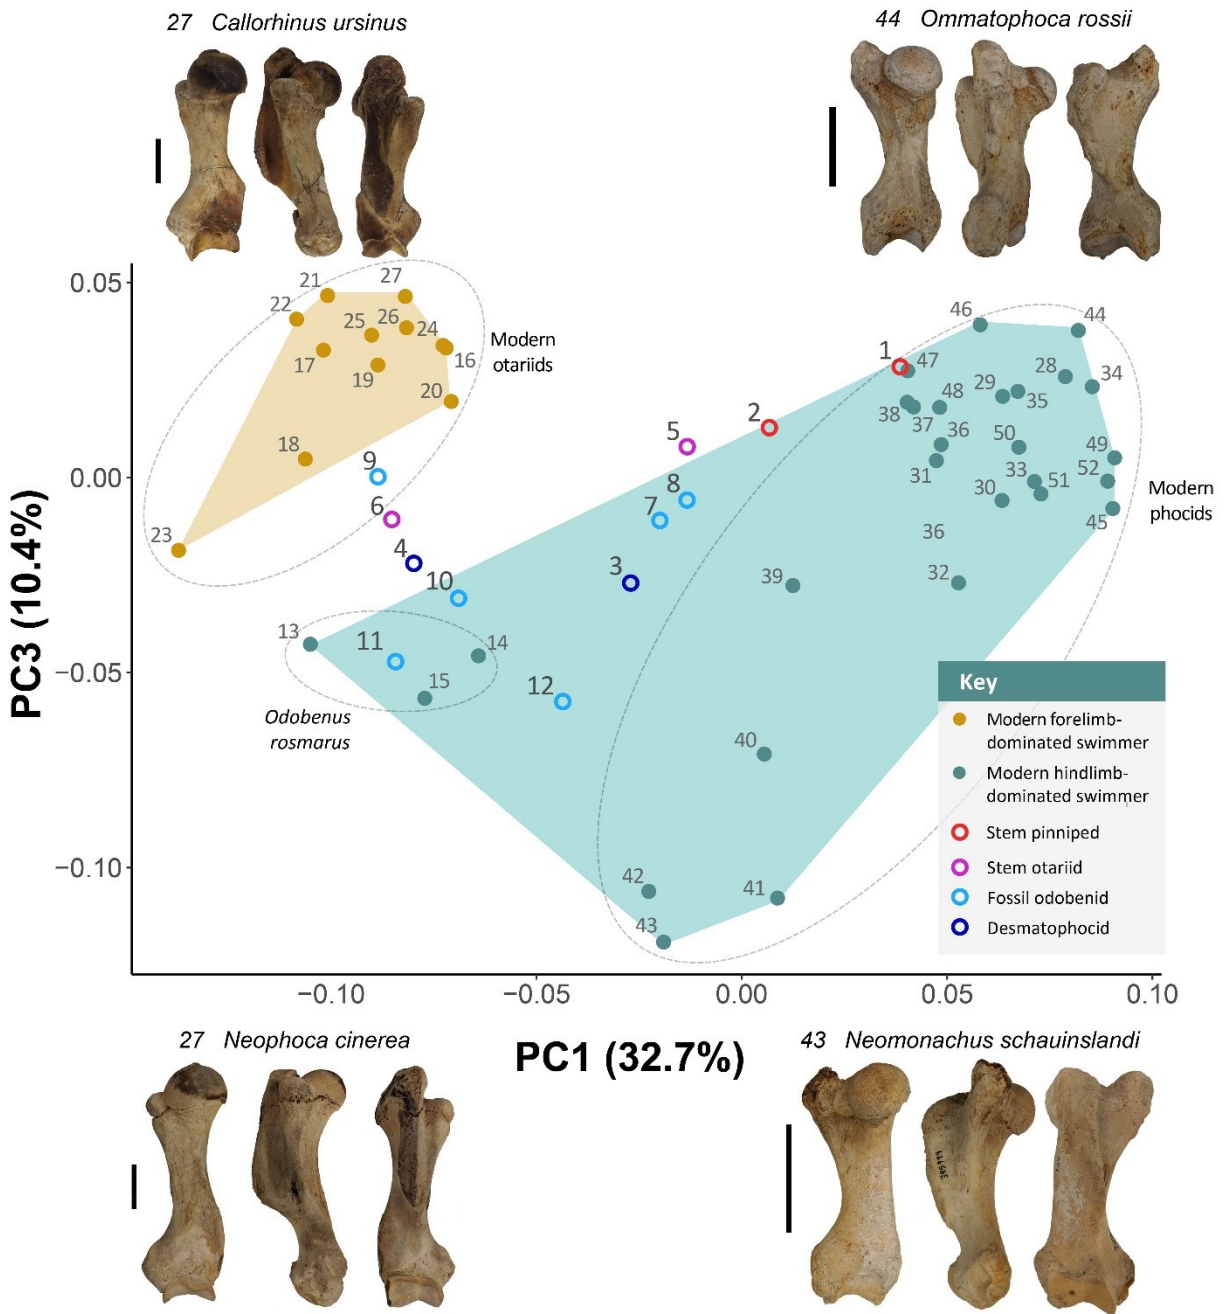 27 Callorhinus ursinus
44 Ommatophoca rossii
0.05
0.00
−0.05
−0.10
PC3 (10.4%)
21
27
22
25
26
24
17
19
16
20
18
23
Modern
otariids
9
6
4
10
13
11
14
15
12
Odobenus
rosmarus
5
2
8
7
3
1
46
44
47
28
34
29
48
35
38
37
36
50
49
31
33
52
30
51
45
36
39
32
40
42
41
43
Modern
phocids
Key
Modern forelimb-
dominated swimmer
Modern hindlimb-
dominated swimmer
Stem pinniped
Stem otariid
Fossil odobenid
Desmatophocid
−0.10
−0.05
0.00
0.05
0.10
PC1 (32.7%)
27 Neophoca cinerea
43 Neomonachus schauinslandi